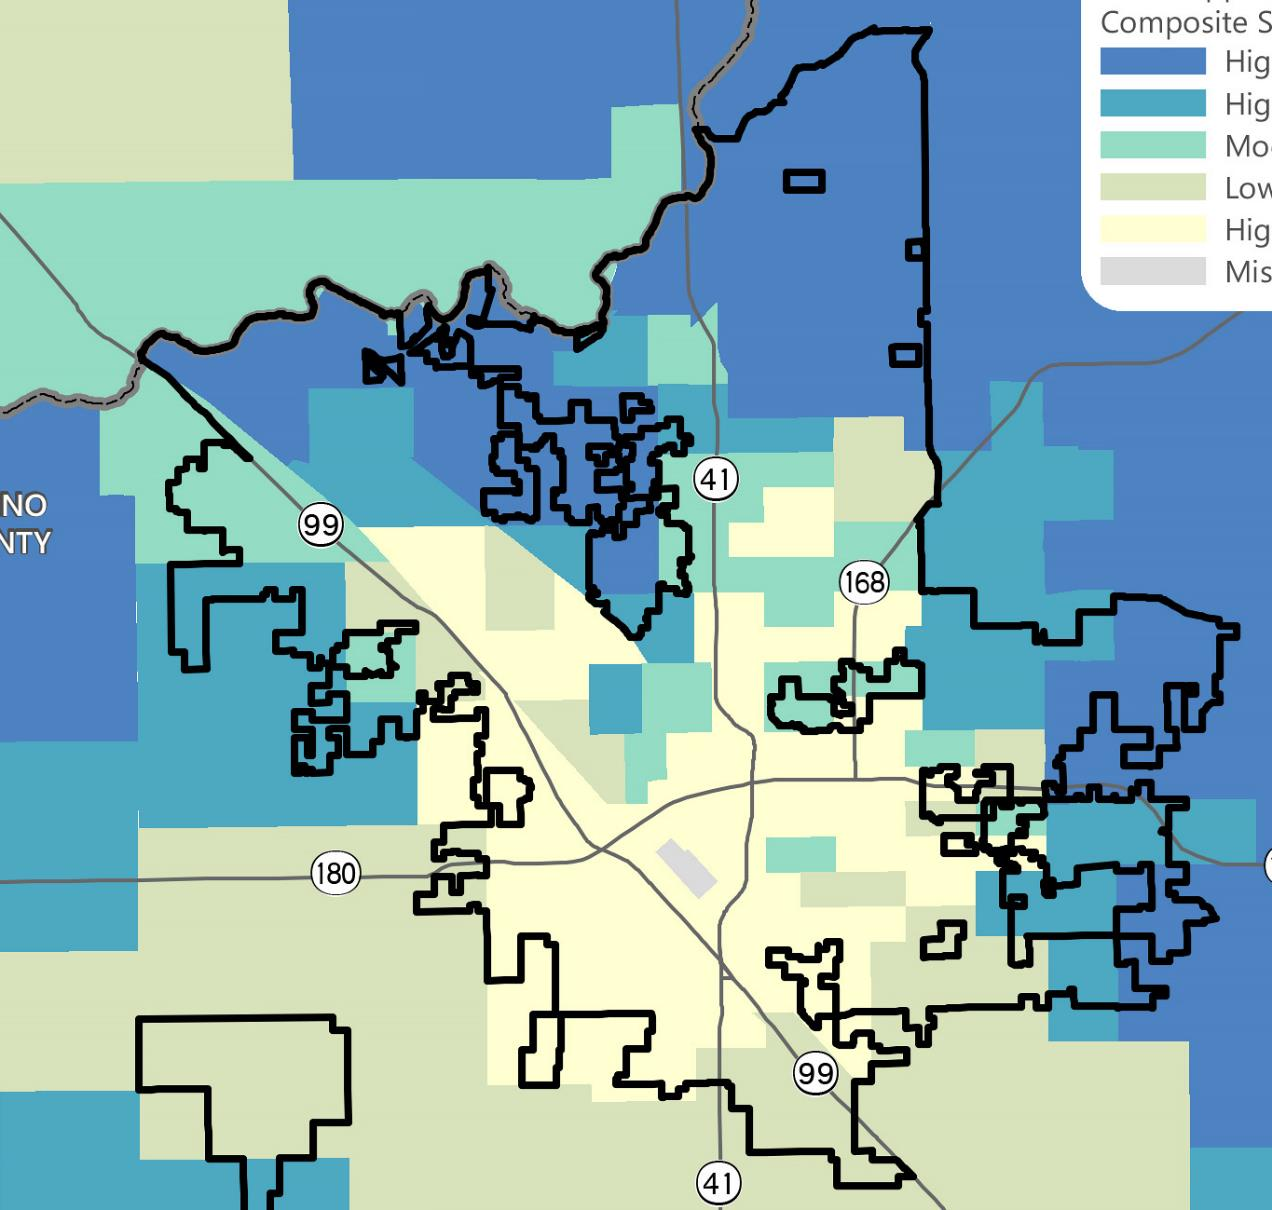 Composite S
Hig
Hig
Mo
Low
Hig
Mis
41
NO
NTY
99
168
180
99
41